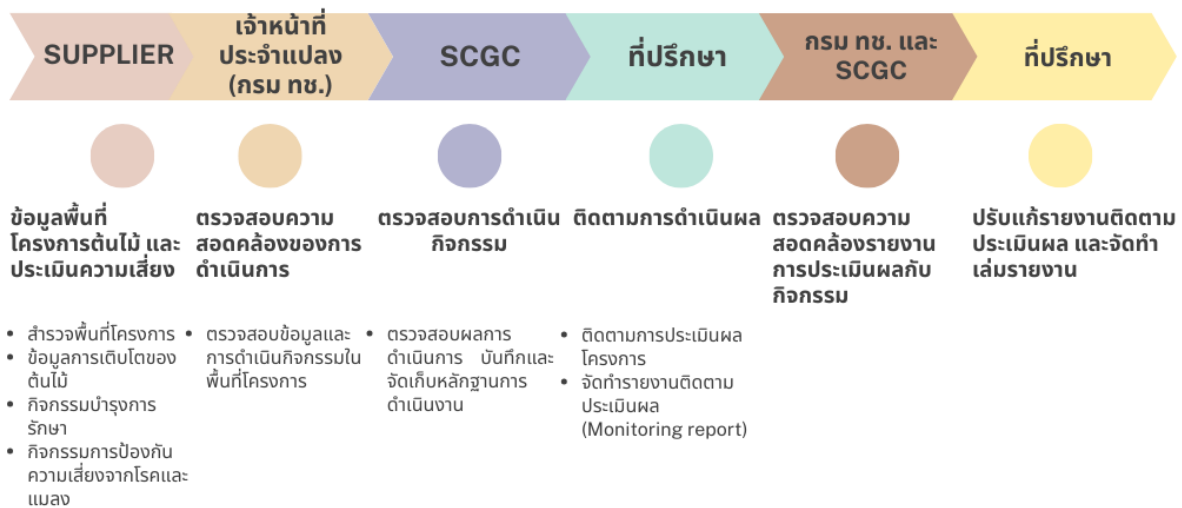 SUPPLIER
เจ้าหน้าที่
ประจำแปลง
(กรม ทช.)
SCGC
ที่ปรึกษา
กรม ทช. และ
SCGC
ที่ปรึกษา
ข้อมูลพื้นที่
โครงการต้นไม้ และ
ประเมินความเสี่ยง
ตรวจสอบความ
สอดคล้องของการ
ดำเนินการ
ตรวจสอบการดำเนิน
กิจกรรม
ติดตามการดำเนินผล
ตรวจสอบความ
สอดคล้องรายงาน
การประเมินผลกับ
กิจกรรม
ปรับแก้รายงานติดตาม
ประเมินผล และจัดทำ
เล่มรายงาน
• สำรวจพื้นที่โครงการ
• ข้อมูลการเติบโตของ
ต้นไม้
• กิจกรรมบำรุงการ
รักษา
• กิจกรรมการป้องกัน
ความเสี่ยงจากโรคและ
แมลง
• ตรวจสอบข้อมูลและ
การดำเนินกิจกรรมใน
พื้นที่โครงการ
• ตรวจสอบผลการ
ดำเนินการ บันทึกและ
จัดเก็บหลักฐานการ
ดำเนินงาน
• ติดตามการประเมินผล
โครงการ
• จัดทำรายงานติดตาม
ประเมินผล
(Monitoring report)